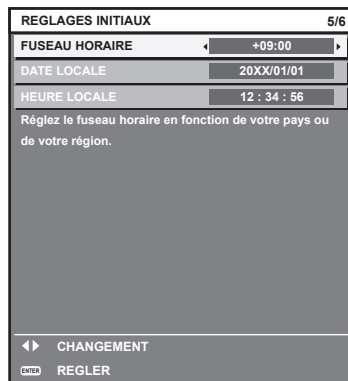 REGLAGES INITIAUX 5/6
FUSEAU HORAIRE +09:00
DATE LOCALE 20XX/01/01
HEURE LOCALE 12 : 34 : 56
Réglez le fuseau horaire en fonction de votre pays ou
de votre région.
CHANGEMENT
ENTER REGLER